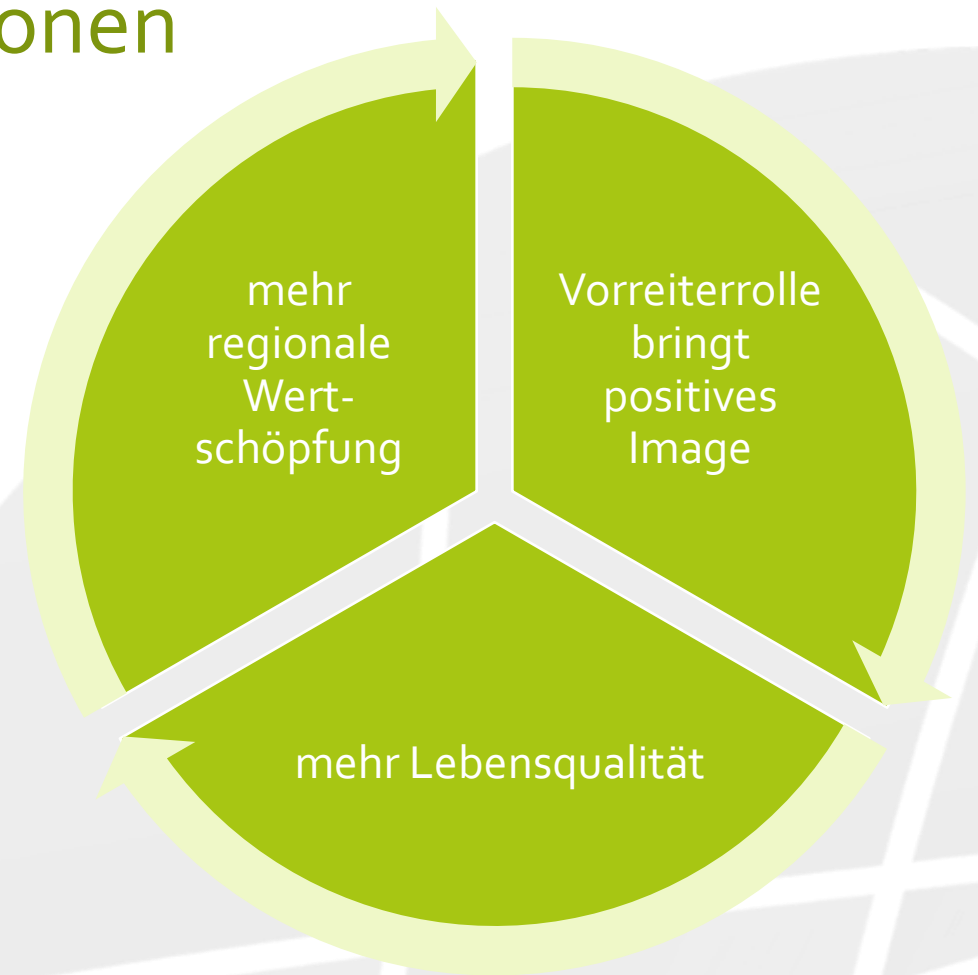 onen
mehr
regionale
Wert-
schöpfung
Vorreiterrolle
bringt
positives
Image
mehr Lebensqualität